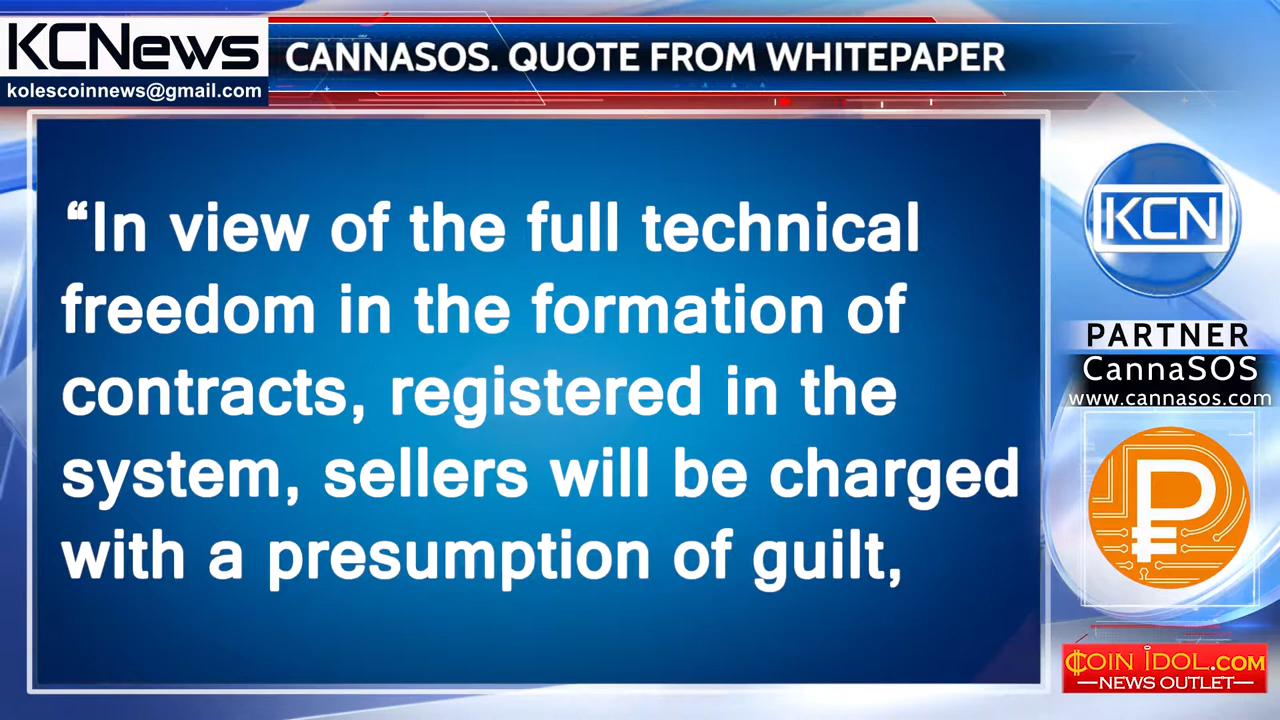 KCNews
kolescoinnews@gmail.com
CANNASOS. QUOTE FROM WHITEPAPER
“In view of the full technical
freedom in the formation of
contracts, registered in the
system, sellers will be charged
with a presumption of guilt,
KCN
PARTNER
CannaSOS
www.cannasos.com
COIN IDOL.COM
—NEWS OUTLET—